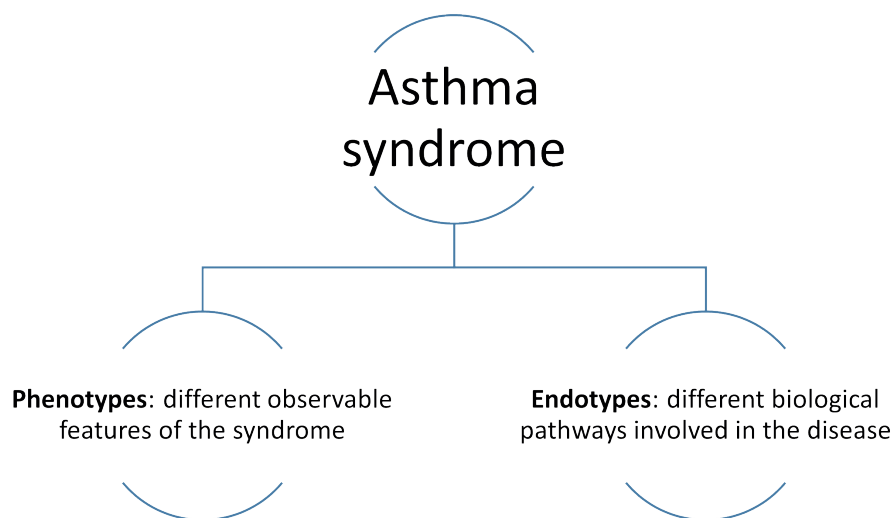 Asthma
syndrome
Phenotypes: different observable
features of the syndrome
Endotypes: different biological
pathways involved in the disease